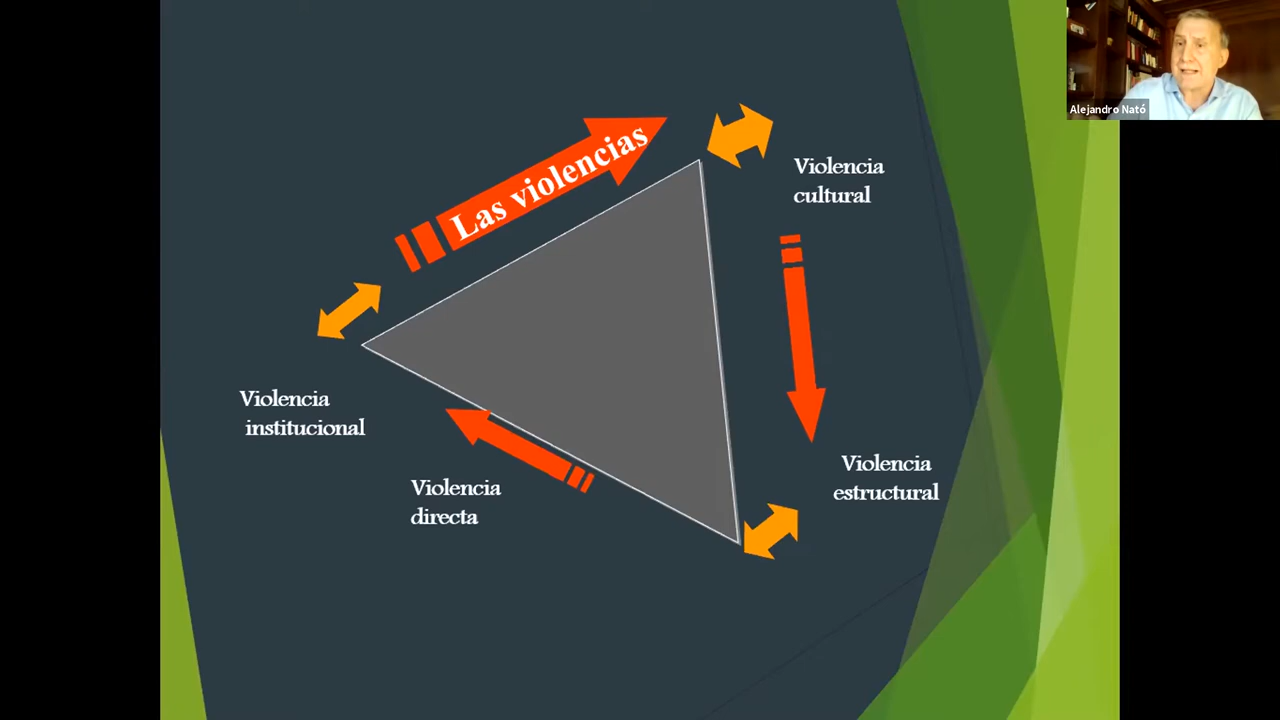 Alejandro Nató
Las violencias
Violencia
cultural
Violencia
institucional
Violencia
estructural
Violencia
directa